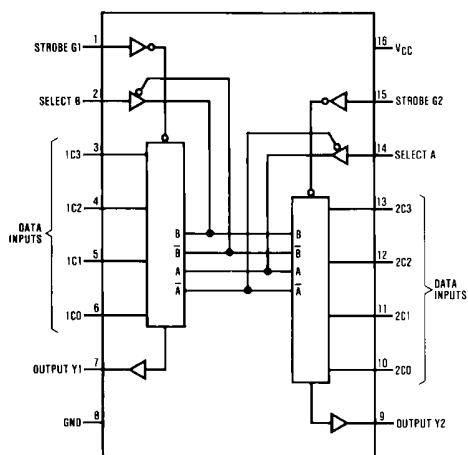 1
STROBE G1
2
SELECT B
3
1C3
4
1C2
DATA
INPUTS
5
1C1
6
1C0
7
OUTPUT Y1
8
GND
B
B̅
A
A̅
B
B̅
A
A̅
16
VCC
15
STROBE G2
14
SELECT A
13
2C3
12
2C2
DATA
INPUTS
11
2C1
10
2C0
9
OUTPUT Y2